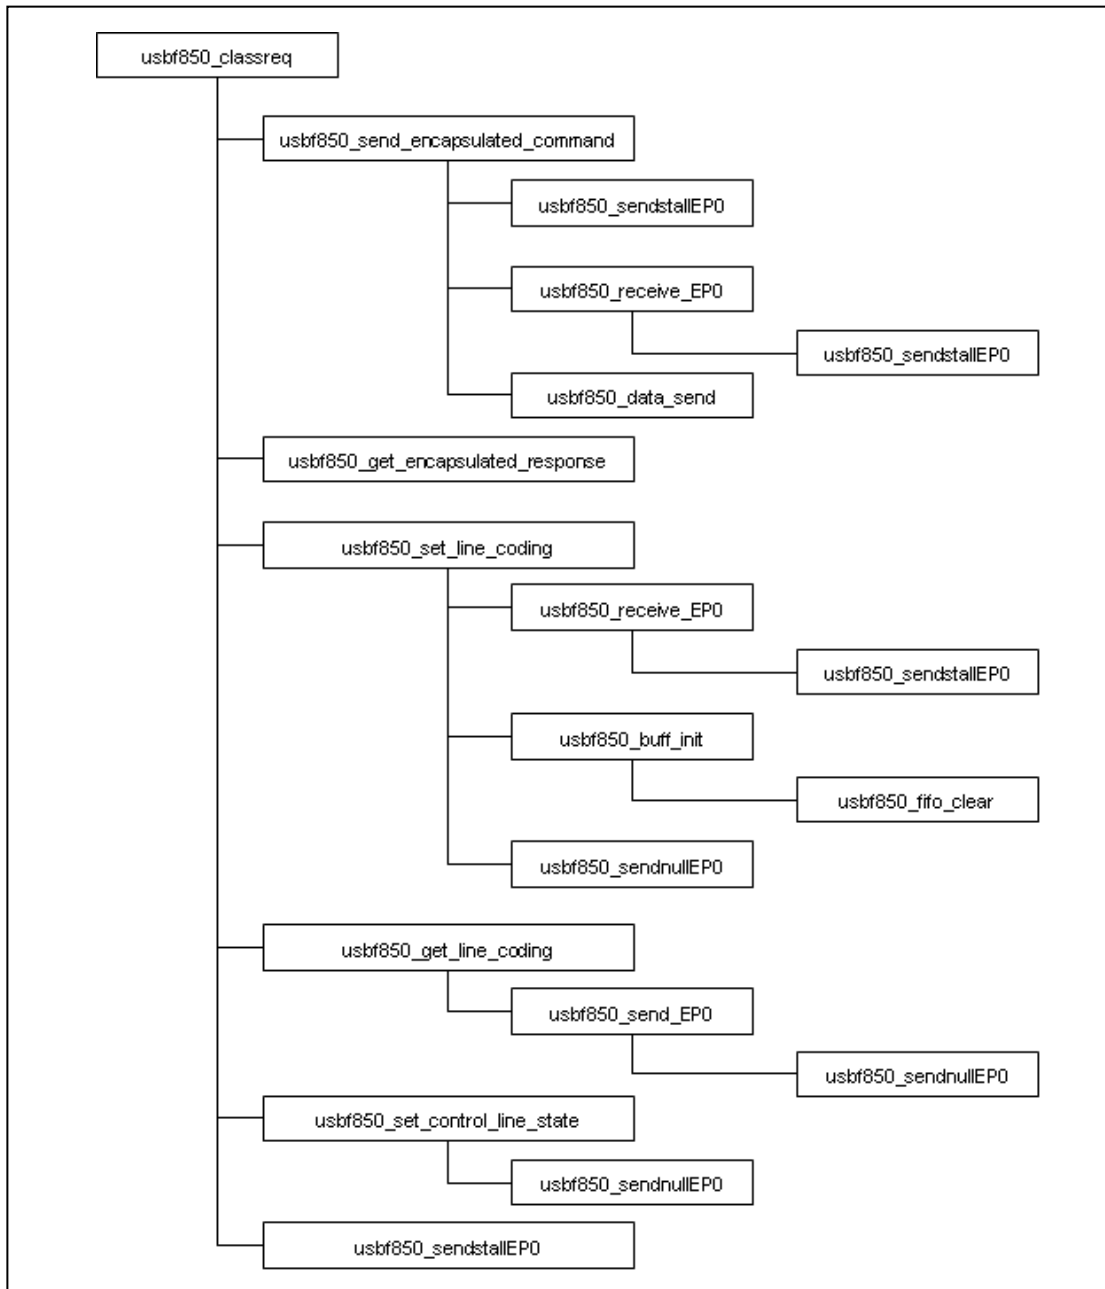 usbf850_classreq
usbf850_send_encapsulated_command
usbf850_sendstallEP0
usbf850_receive_EP0
usbf850_sendstallEP0
usbf850_data_send
usbf850_get_encapsulated_response
usbf850_set_line_coding
usbf850_receive_EP0
usbf850_sendstallEP0
usbf850_buff_init
usbf850_fifo_clear
usbf850_sendnullEP0
usbf850_get_line_coding
usbf850_send_EP0
usbf850_sendnullEP0
usbf850_set_control_line_state
usbf850_sendnullEP0
usbf850_sendstallEP0